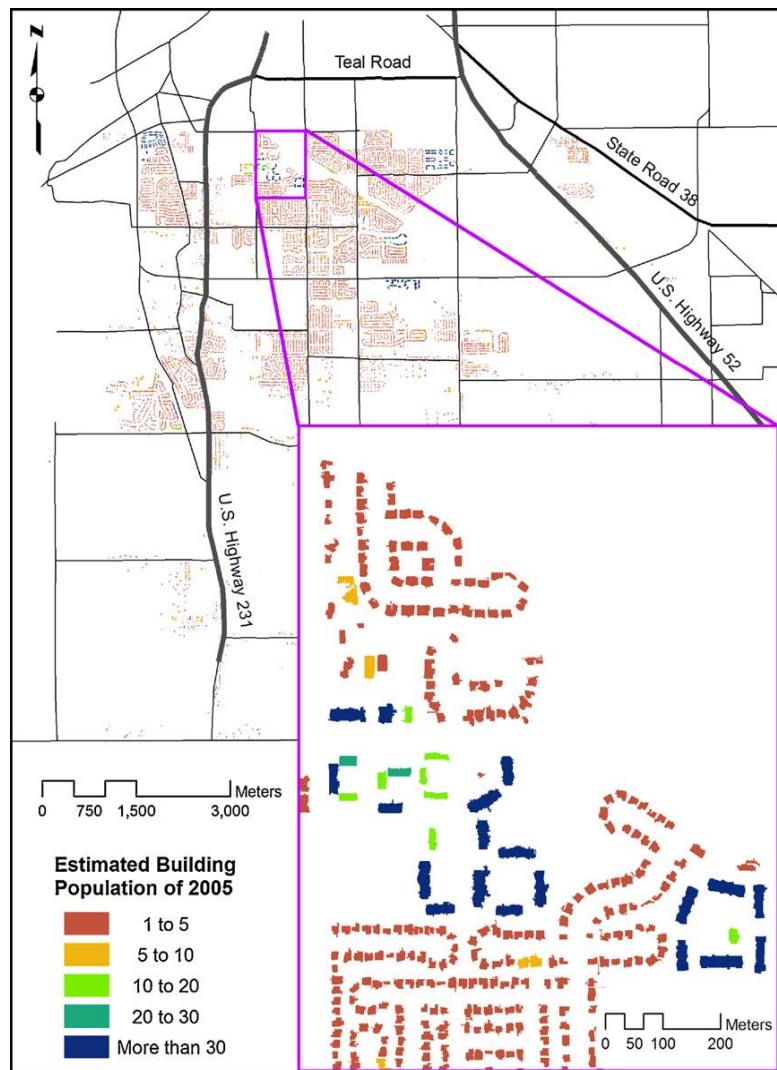 N
Teal Road
State Road 38
U.S. Highway 52
U.S. Highway 231
Meters
0 750 1,500 3,000
Estimated Building
Population of 2005
1 to 5
5 to 10
10 to 20
20 to 30
More than 30
Meters
0 50 100 200